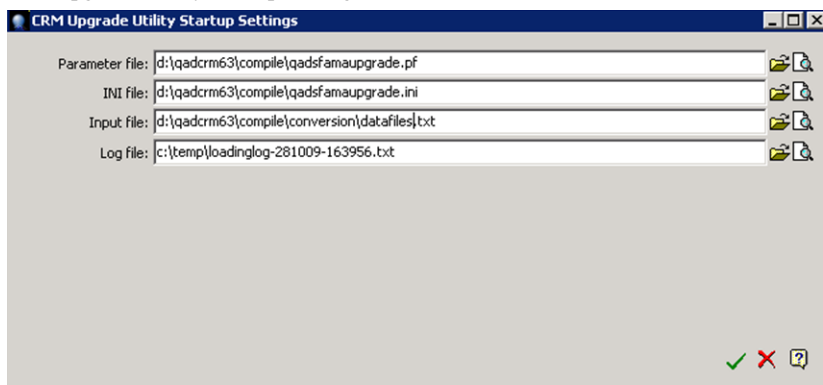 CRM Upgrade Utility Startup Settings
Parameter file: d:\qadcrm63\compile\qadsfamaupgrade.pf
INI file: d:\qadcrm63\compile\qadsfamaupgrade.ini
Input file: d:\qadcrm63\compile\conversion\datafiles.txt
Log file: c:\temp\loadinglog-281009-163956.txt